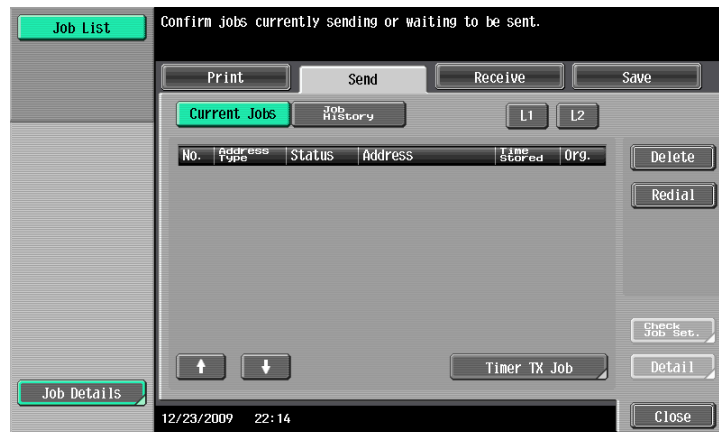 Job List
Confirm jobs currently sending or waiting to be sent.
Print Send Receive Save
Current Jobs Job History L1 L2
No. Address Type Status Address Time Stored Org.
Delete
Redial
Check Job Set.
Timer TX Job Detail
Job Details
12/23/2009 22:14 Close